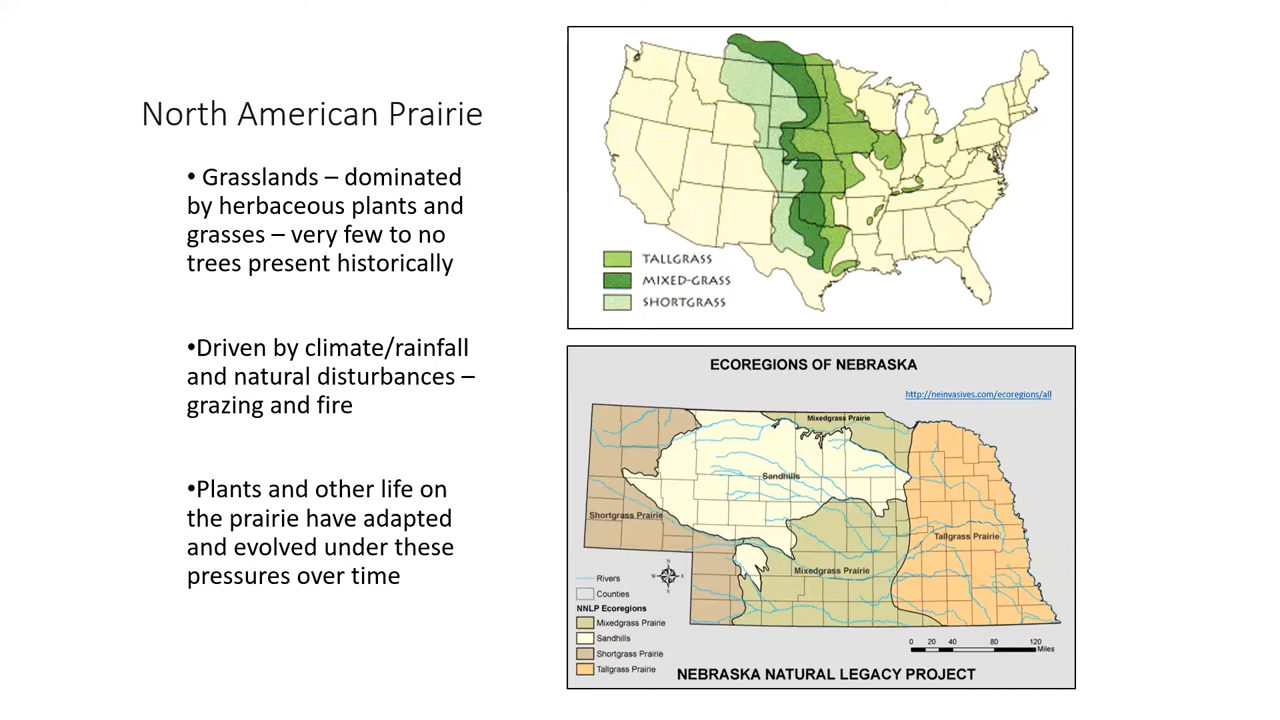 North American Prairie
• Grasslands – dominated
by herbaceous plants and
grasses – very few to no
trees present historically
•Driven by climate/rainfall
and natural disturbances –
grazing and fire
•Plants and other life on
the prairie have adapted
and evolved under these
pressures over time
TALLGRASS
MIXED-GRASS
SHORTGRASS
ECOREGIONS OF NEBRASKA
http://neinvasives.com/ecoregions/all
Mixedgrass Prairie
Sandhills
Shortgrass Prairie
Tallgrass Prairie
Mixedgrass Prairie
N
W E
S
Rivers
Counties
NNLP Ecoregions
Mixedgrass Prairie
Sandhills
Shortgrass Prairie
Tallgrass Prairie
0 20 40 80 120
Miles
NEBRASKA NATURAL LEGACY PROJECT